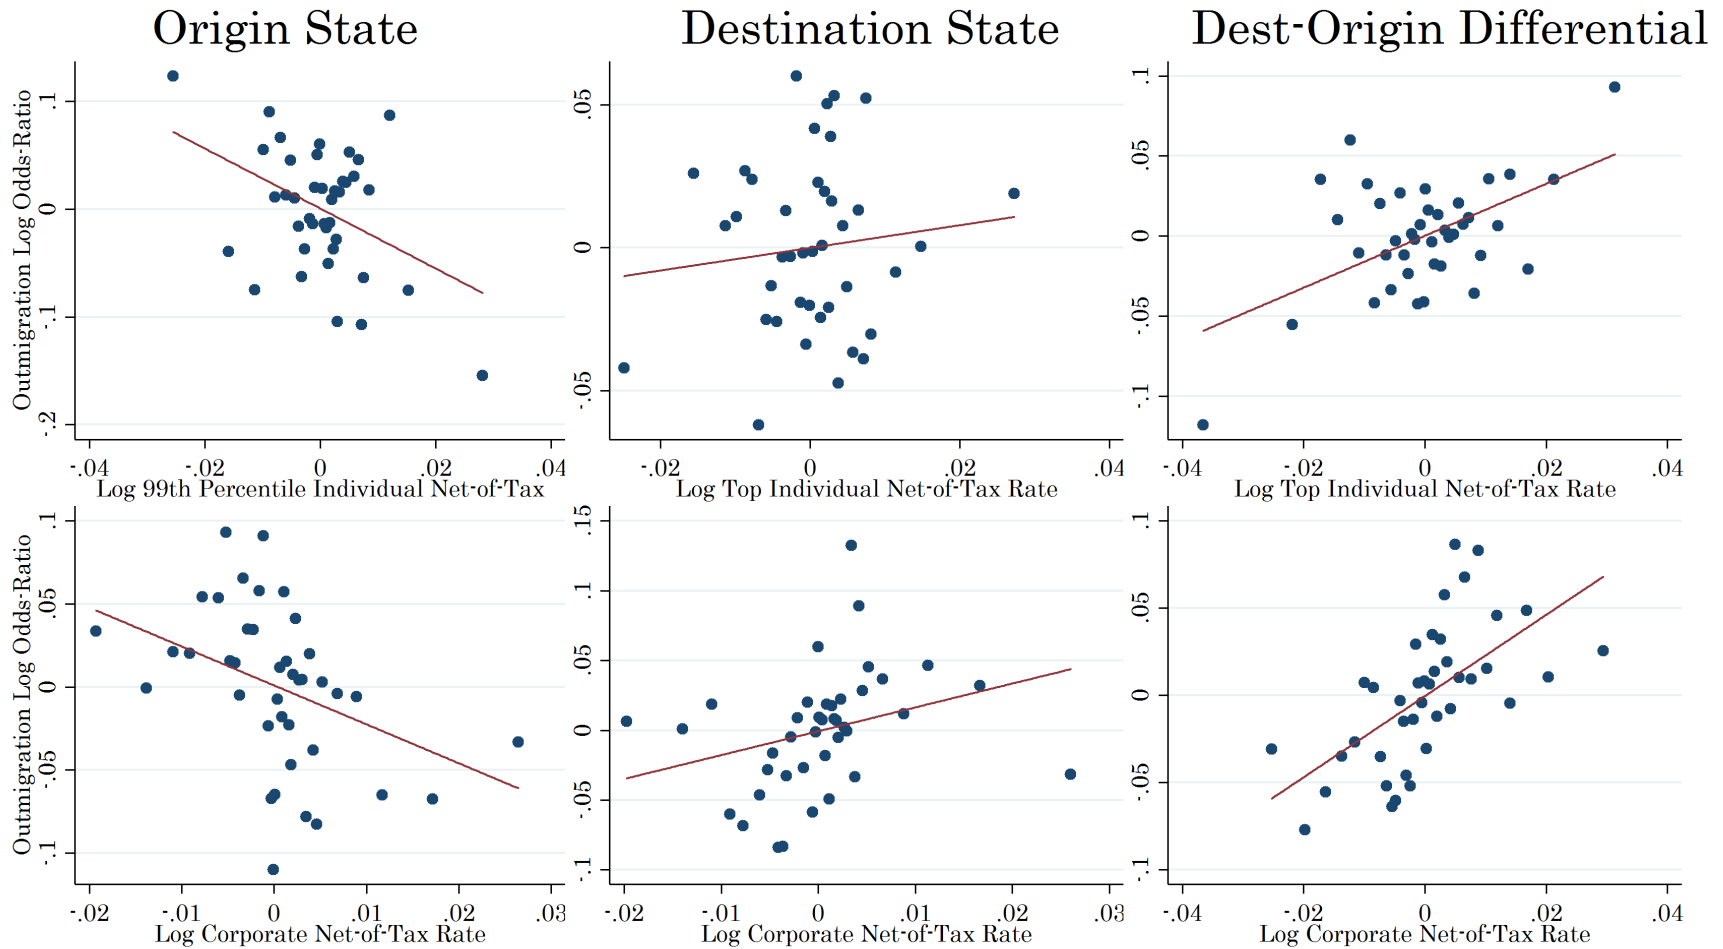 Origin State
Destination State
Dest-Origin Differential
Outmigration Log Odds-Ratio
.1
0
-.1
-.2
-.04 -.02 0 .02 .04
Log 99th Percentile Individual Net-of-Tax
.05
0
-.05
-.02 0 .02 .04
Log Top Individual Net-of-Tax Rate
.1
.05
0
-.05
-.1
-.04 -.02 0 .02 .04
Log Top Individual Net-of-Tax Rate
Outmigration Log Odds-Ratio
.1
.05
0
-.05
-.1
-.02 -.01 0 .01 .02 .03
Log Corporate Net-of-Tax Rate
.15
.1
.05
0
-.05
-.1
-.02 -.01 0 .01 .02 .03
Log Corporate Net-of-Tax Rate
.1
.05
0
-.05
-.1
-.04 -.02 0 .02 .04
Log Corporate Net-of-Tax Rate